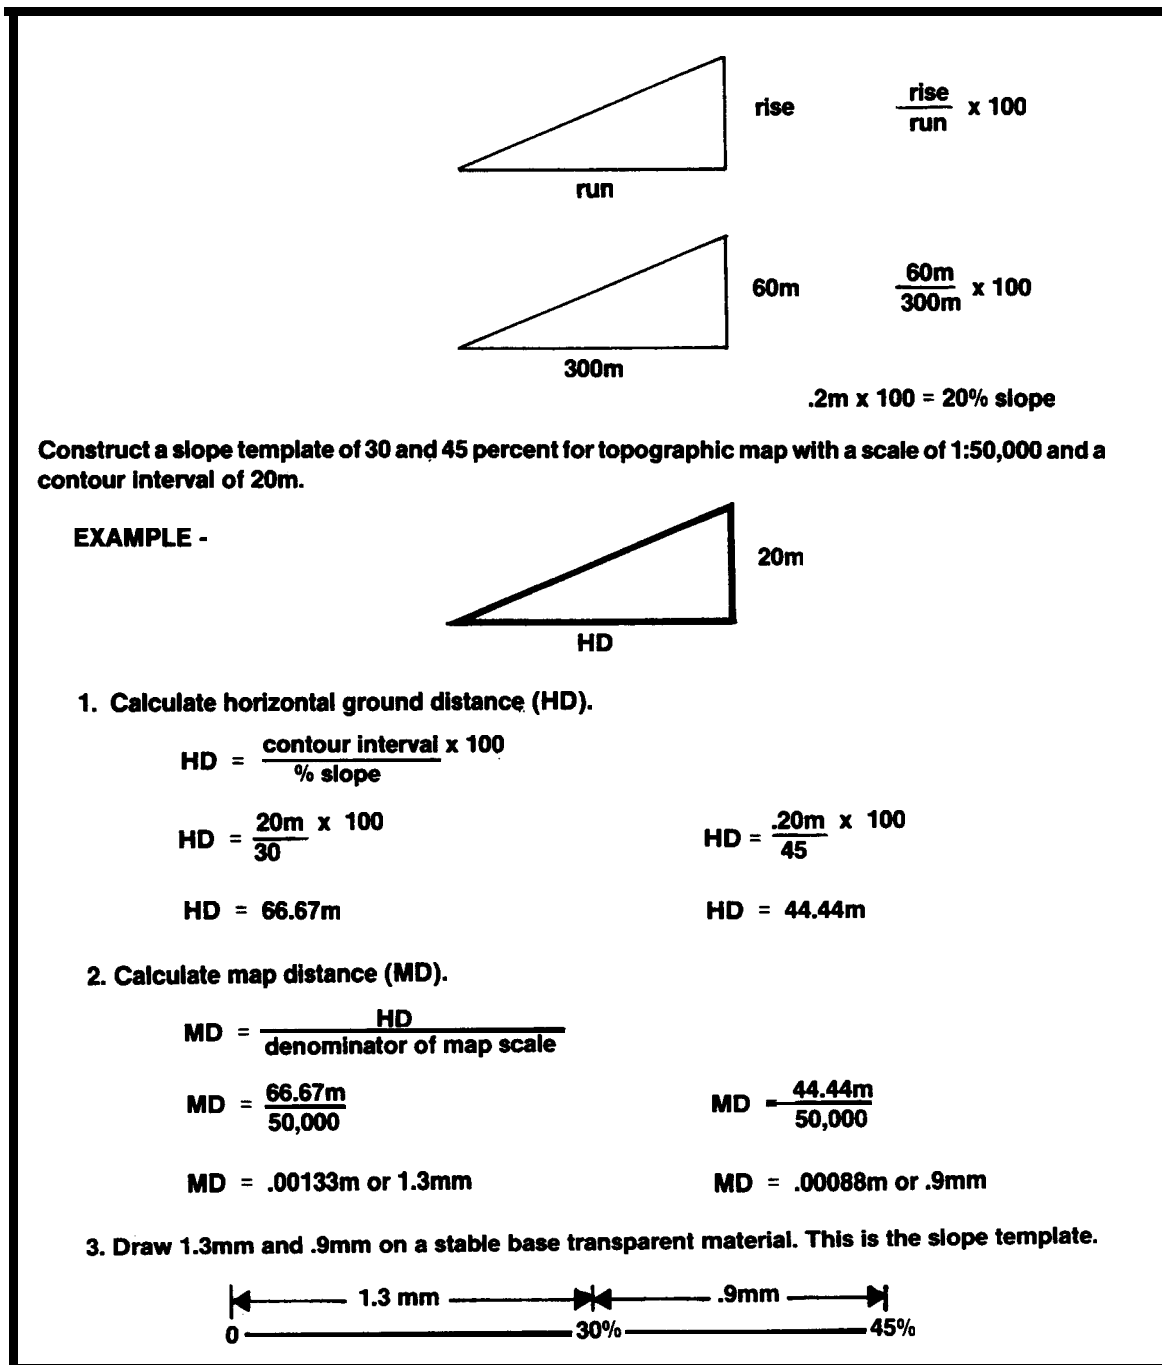 rise
rise
run x 100
run
60m
60m
300m x 100
300m
.2m x 100 = 20% slope
Construct a slope template of 30 and 45 percent for topographic map with a scale of 1:50,000 and a
contour interval of 20m.
EXAMPLE -
20m
HD
1. Calculate horizontal ground distance (HD).
HD = contour interval x 100
% slope
HD = 20m x 100
30
HD = .20m x 100
45
HD = 66.67m
HD = 44.44m
2. Calculate map distance (MD).
MD = HD
denominator of map scale
MD = 66.67m
50,000
MD = 44.44m
50,000
MD = .00133m or 1.3mm
MD = .00088m or .9mm
3. Draw 1.3mm and .9mm on a stable base transparent material. This is the slope template.
1.3 mm .9mm
0 30% 45%